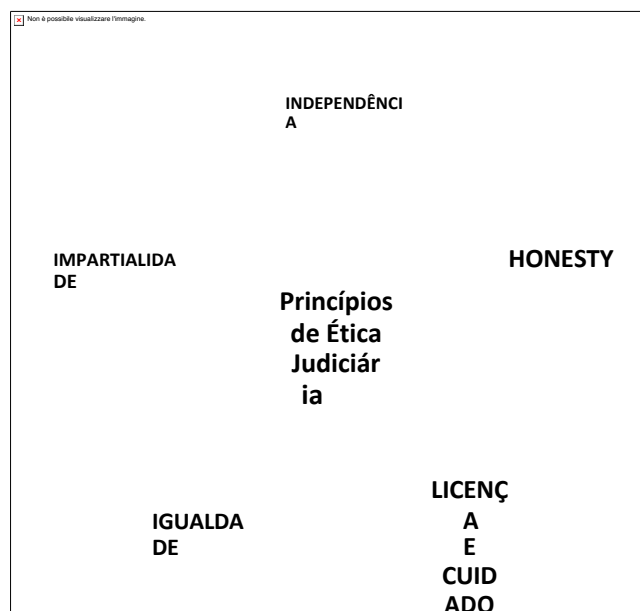 Non è possibile visualizzare l'immagine.
INDEPENDÊNCI
A
IMPARTIALIDA
DE
HONESTY
Princípios
de Ética
Judiciár
ia
IGUALDA
DE
LICENÇ
A
E
CUID
ADO